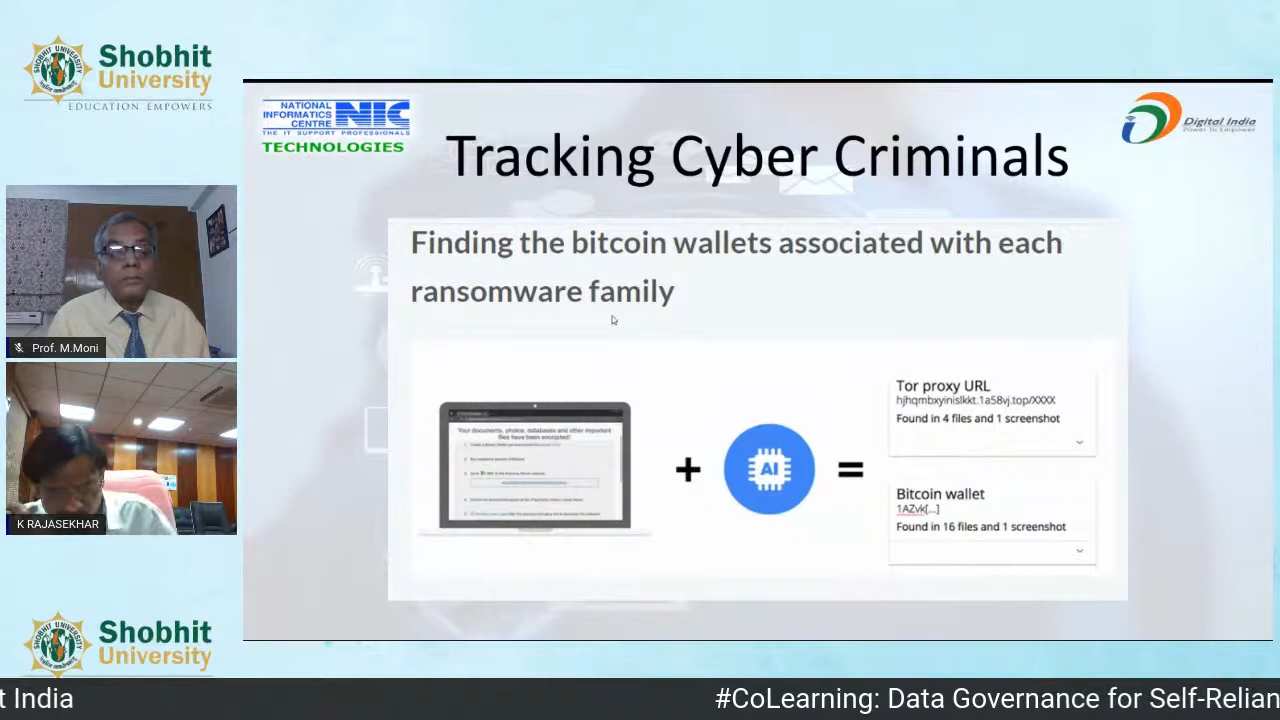 Shobhit
University
EDUCATION EMPOWERS
NATIONAL
INFORMATICS
CENTRE
NIC
THE IT SUPPORT PROFESSIONALS
TECHNOLOGIES
Digital India
Power To Empower
Tracking Cyber Criminals
Finding the bitcoin wallets associated with each
ransomware family
Your documents, photos, databases and other important
files have been encrypted!
AI
Tor proxy URL
hjhqmbxyinislkkt.1a58vj.top/XXXX
Found in 4 files and 1 screenshot
Bitcoin wallet
1AZvk[...]
Found in 16 files and 1 screenshot
Prof. M.Moni
K RAJASEKHAR
Shobhit
University
t India
#CoLearning: Data Governance for Self-Relian